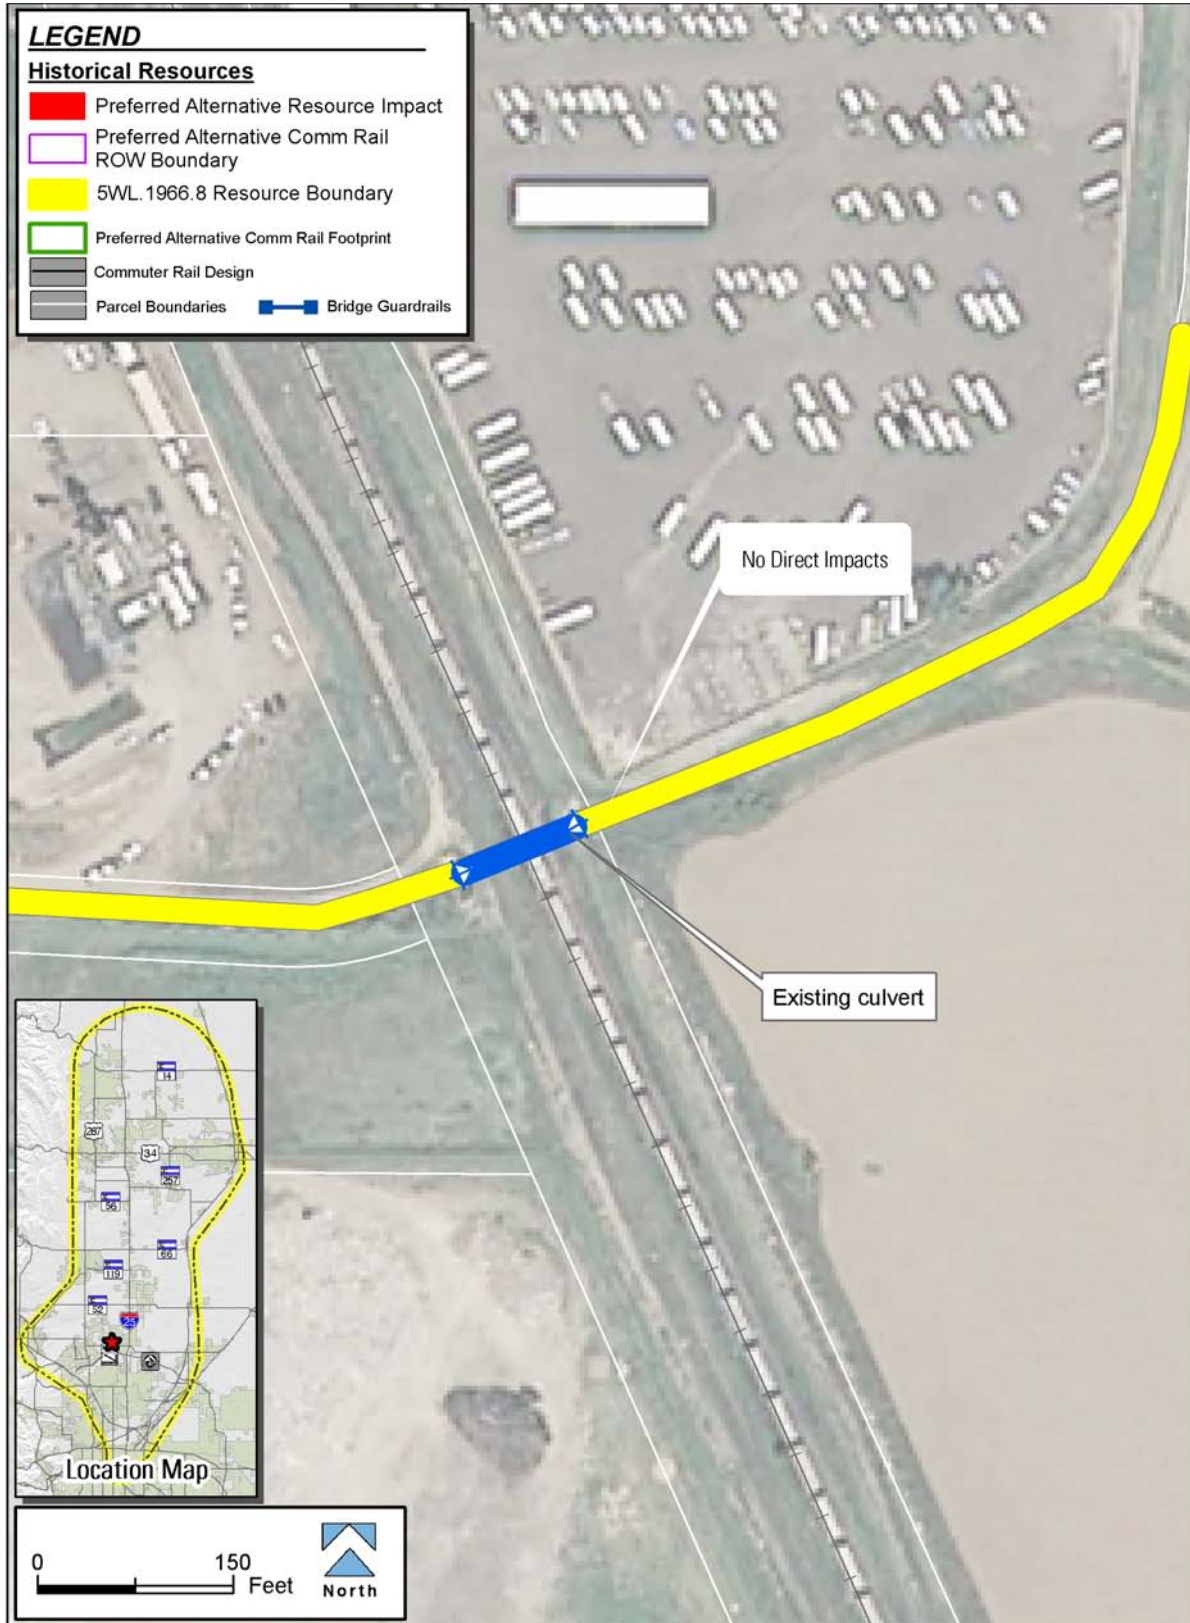 LEGEND
Historical Resources
Preferred Alternative Resource Impact
Preferred Alternative Comm Rail
ROW Boundary
5WL.1966.8 Resource Boundary
Preferred Alternative Comm Rail Footprint
Commuter Rail Design
Parcel Boundaries
Bridge Guardrails
No Direct Impacts
Existing culvert
14
287
34
257
56
66
119
52
25
Location Map
0
150
Feet
North